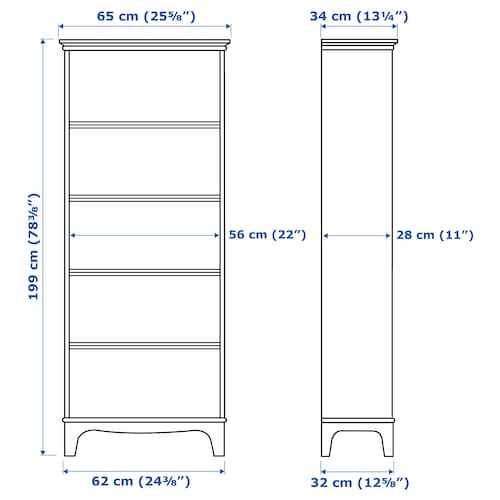 65 cm (25⅝”)
34 cm (13¼”)
199 cm (78⅜”)
56 cm (22”)
28 cm (11”)
62 cm (24⅜”)
32 cm (12⅝”)